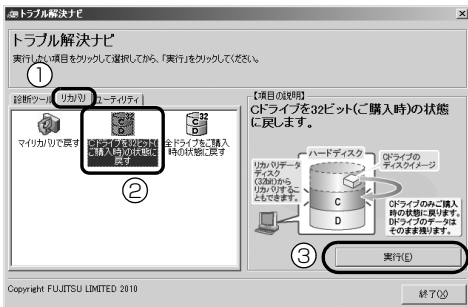 トラブル解決ナビ
トラブル解決ナビ
実行したい項目をクリックして選択してから、「実行」をクリックしてください。
①
診断ツール リカバリ ユーティリティ
マイリカバリで戻す
Cドライブを32ビット(ご購入時)の状態に戻す
全ドライブをご購入時の状態に戻す
②
【項目の説明】
Cドライブを32ビット(ご購入時)の状態
に戻します。
ハードディスク
リカバリデータ
ディスク
(32bit)から
リカバリするこ
ともできます。
Cドライブの
ディスクイメージ
C
D
Cドライブのみご購入
時の状態に戻ります。
Dドライブのデータは
そのまま残ります。
③
実行(E)
Copyright FUJITSU LIMITED 2010
終了(X)